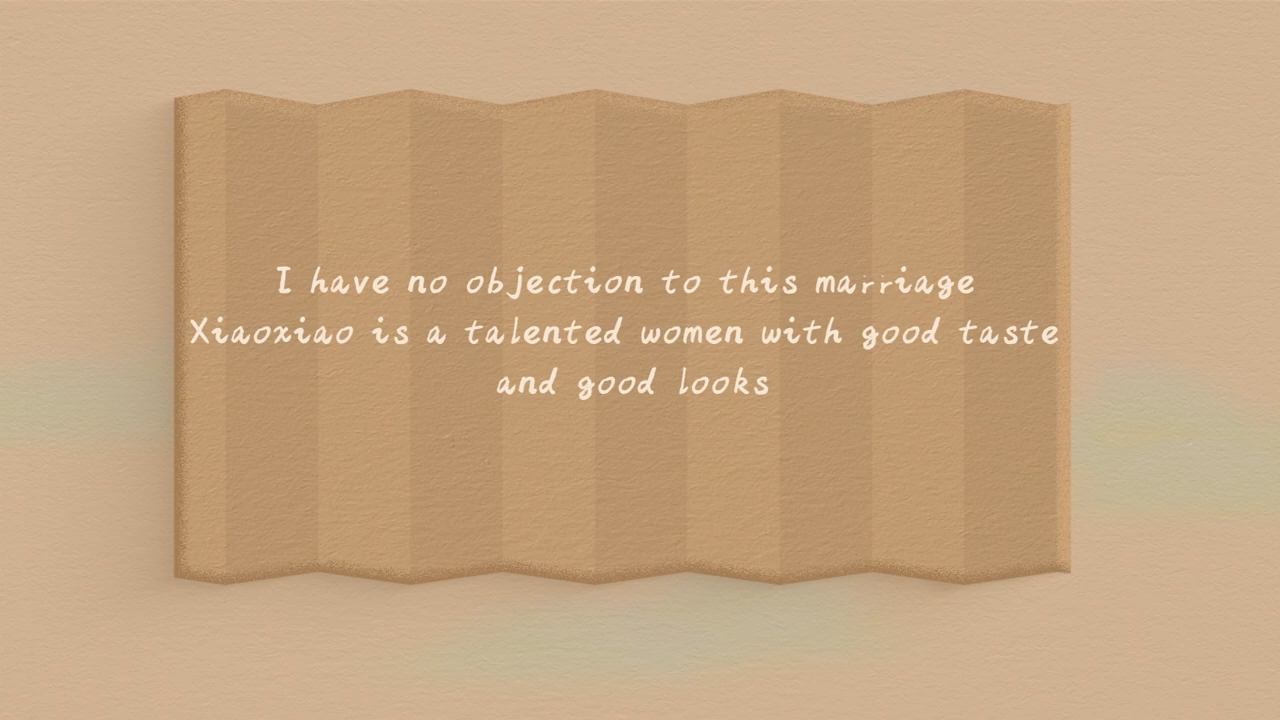 I have no objection to this marriage
Xiaoxiao is a talented women with good taste
and good looks